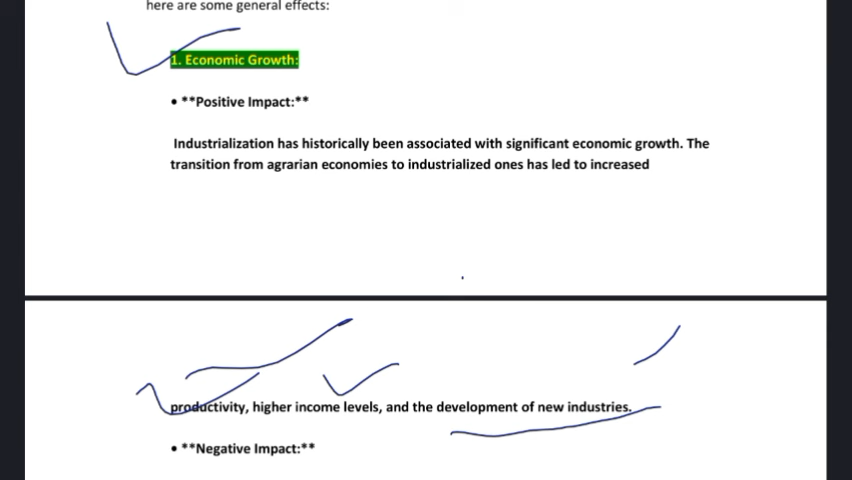 here are some general effects:
1. Economic Growth:
• **Positive Impact:**
Industrialization has historically been associated with significant economic growth. The
transition from agrarian economies to industrialized ones has led to increased
productivity, higher income levels, and the development of new industries.
• **Negative Impact:**